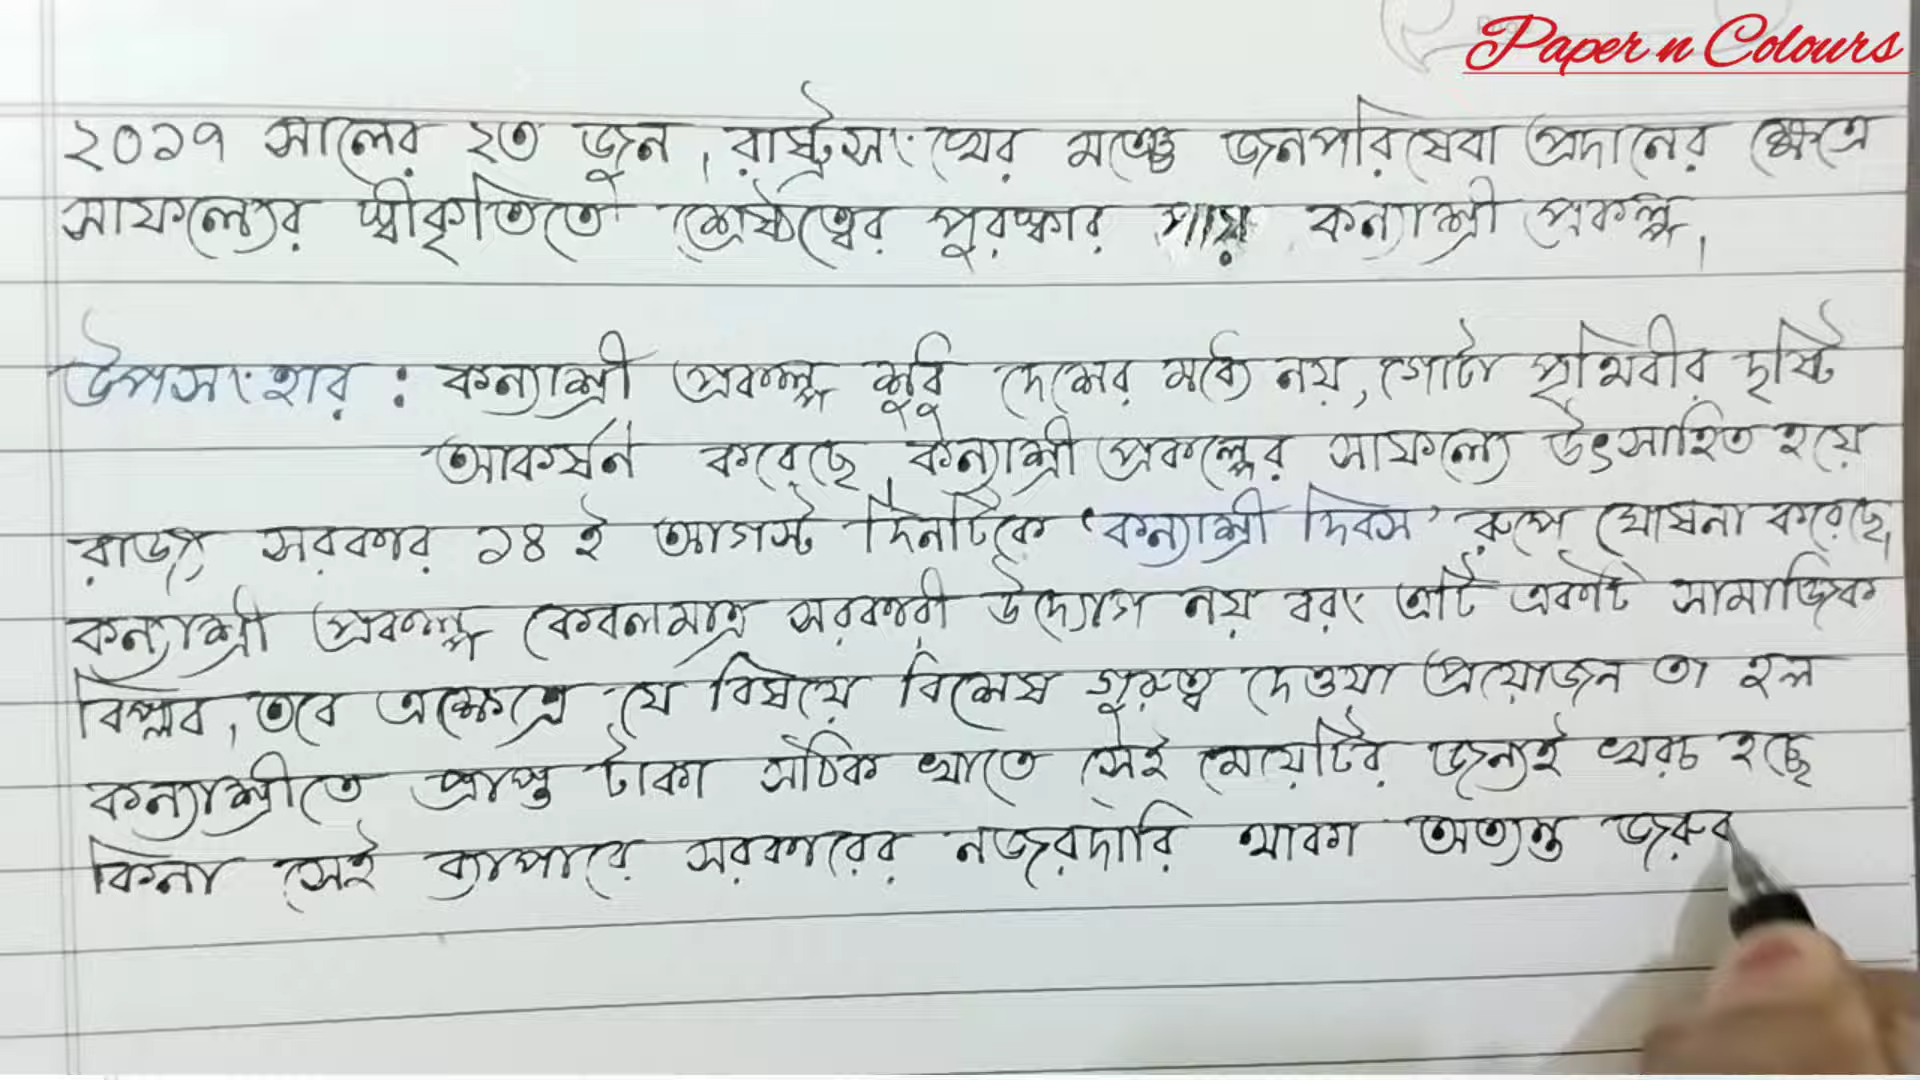 Paper n Colours
২০১৭ সালের ২৩ জুন, রাষ্ট্রসংঘের মঞ্চে জনপরিষেবা প্রদানের ক্ষেত্রে
সাফল্যের স্বীকৃতিতে শ্রেষ্ঠত্বের পুরস্কার পায় কন্যাশ্রী প্রকল্প।
উপসংহার : কন্যাশ্রী প্রকল্প শুধু দেশের মধ্যে নয়, গোটা পৃথিবীর দৃষ্টি
আকর্ষন করেছে। কন্যাশ্রী প্রকল্পের সাফল্যে উৎসাহিত হয়ে
রাজ্য সরকার ১৪ ই আগস্ট দিনটিকে ‘কন্যাশ্রী দিবস’ রুপে ঘোষনা করেছে।
কন্যাশ্রী প্রকল্প কেবলমাত্র সরকারী উদ্যোগ নয় বরং এটি একটি সামাজিক
বিপ্লব। তবে এক্ষেত্রে যে বিষয়ে বিশেষ গুরুত্ব দেওয়া প্রয়োজন তা হল
কন্যাশ্রীতে প্রাপ্ত টাকা সঠিক খাতে সেই মেয়েটির জন্যই খরচ হচ্ছে
কিনা সেই ব্যাপারে সরকারের নজরদারি থাকা অত্যন্ত